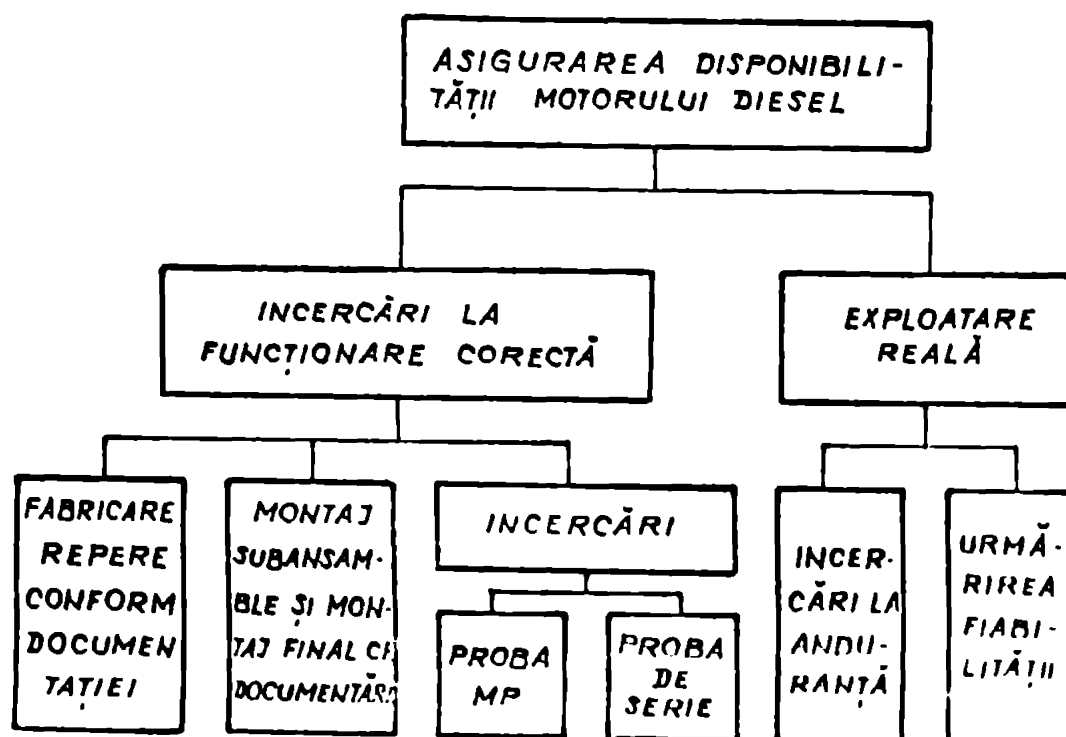 ASIGURAREA DISPONIBILI-
TĂȚII MOTORULUI DIESEL
INCERCĂRI LA
FUNCȚIONARE CORECTĂ
EXPLOATARE
REALĂ
FABRICARE
REPERE
CONFORM
DOCUMEN
TAȚIEI
MONTAJ
SUBANSAM-
BLE ȘI MON-
TAJ FINAL
INCERCĂRI
PROBA
MP
PROBA
DE
SERIE
INCER-
CĂRI LA
ANDU-
RANȚĂ
URMĂ-
RIREA
FIABI-
LITĂȚII